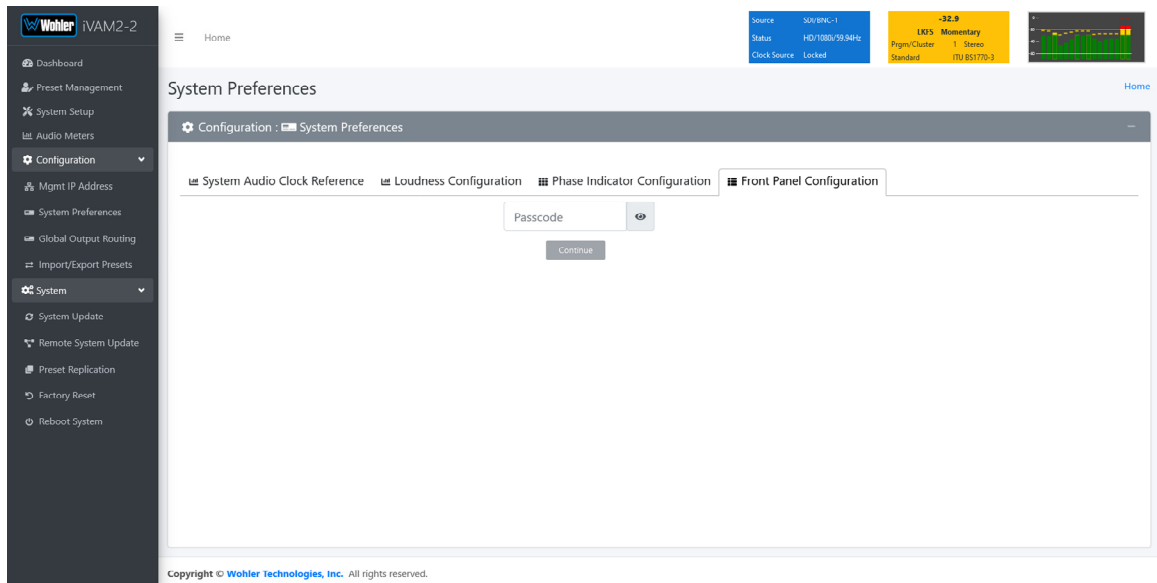 Wohler iVAM2-2
Dashboard
Preset Management
System Setup
Audio Meters
Configuration
Mgmt IP Address
System Preferences
Global Output Routing
Import/Export Presets
System
System Update
Remote System Update
Preset Replication
Factory Reset
Reboot System
Home
Source SDI/BNC-1
Status HD/1080i/59.94Hz
Clock Source Locked
-32.9
LKFS Momentary
Prgm/Cluster 1 Stereo
Standard ITU BS1770-3
System Preferences
Home
Configuration : System Preferences
System Audio Clock Reference Loudness Configuration Phase Indicator Configuration Front Panel Configuration
Passcode
Continue
Copyright © Wohler Technologies, Inc. All rights reserved.